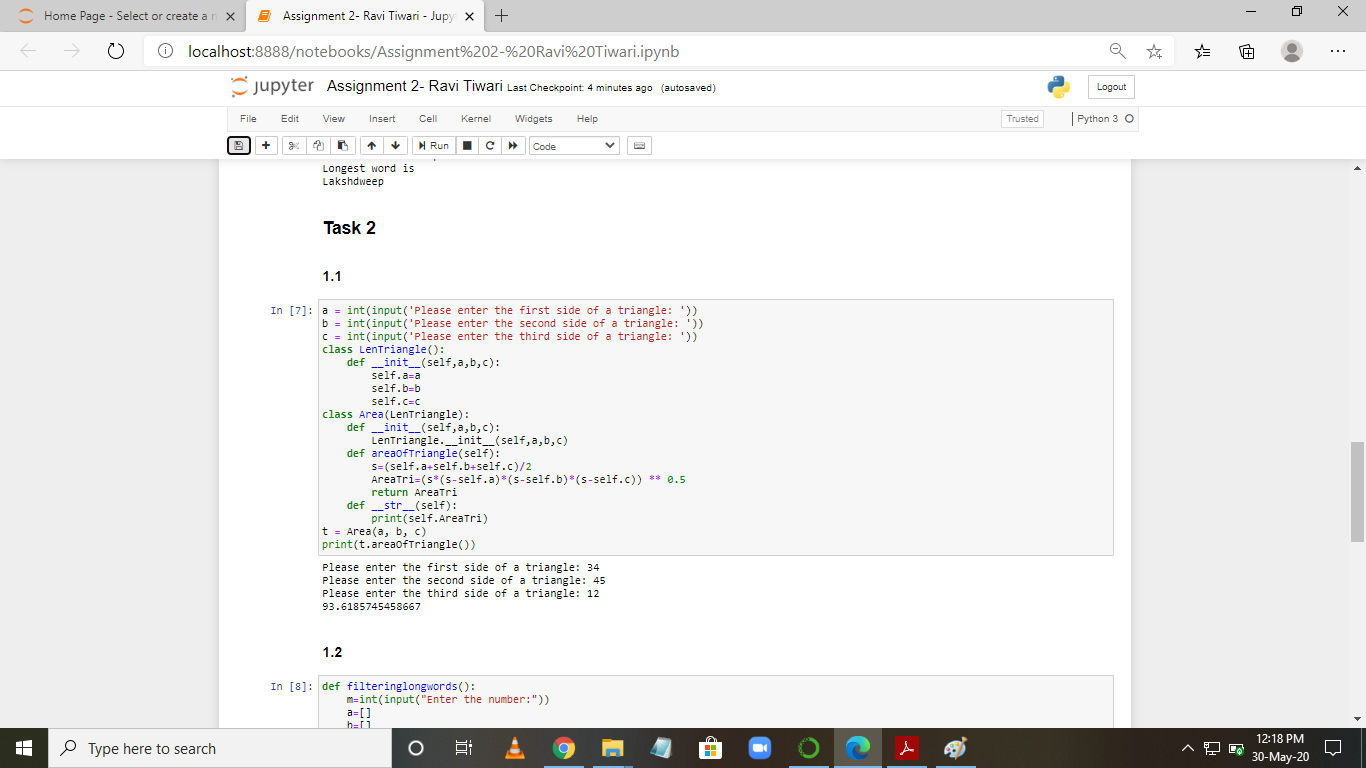 Home Page - Select or create a n
Assignment 2- Ravi Tiwari - Jupy
localhost:8888/notebooks/Assignment%202-%20Ravi%20Tiwari.ipynb
jupyter Assignment 2- Ravi Tiwari Last Checkpoint: 4 minutes ago (autosaved)
Logout
File Edit View Insert Cell Kernel Widgets Help
Trusted Python 3
Run Code
Longest word is
Lakshdweep
Task 2
1.1
In [7]: a = int(input('Please enter the first side of a triangle: '))
b = int(input('Please enter the second side of a triangle: '))
c = int(input('Please enter the third side of a triangle: '))
class LenTriangle():
    def __init__(self,a,b,c):
        self.a=a
        self.b=b
        self.c=c
class Area(LenTriangle):
    def __init__(self,a,b,c):
        LenTriangle.__init__(self,a,b,c)
    def areaOfTriangle(self):
        s=(self.a+self.b+self.c)/2
        AreaTri=(s*(s-self.a)*(s-self.b)*(s-self.c)) ** 0.5
        return AreaTri
    def __str__(self):
        print(self.AreaTri)
t = Area(a, b, c)
print(t.areaOfTriangle())
Please enter the first side of a triangle: 34
Please enter the second side of a triangle: 45
Please enter the third side of a triangle: 12
93.6185745458667
1.2
In [8]: def filteringlongwords():
    m=int(input("Enter the number:"))
    a=[]
Type here to search
12:18 PM
30-May-20